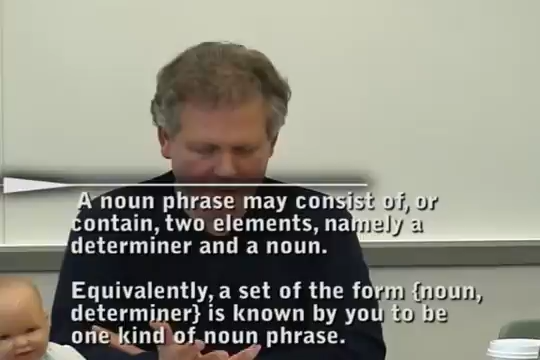 A noun phrase may consist of, or
contain, two elements, namely a
determiner and a noun.
Equivalently, a set of the form {noun,
determiner} is known by you to be
one kind of noun phrase.